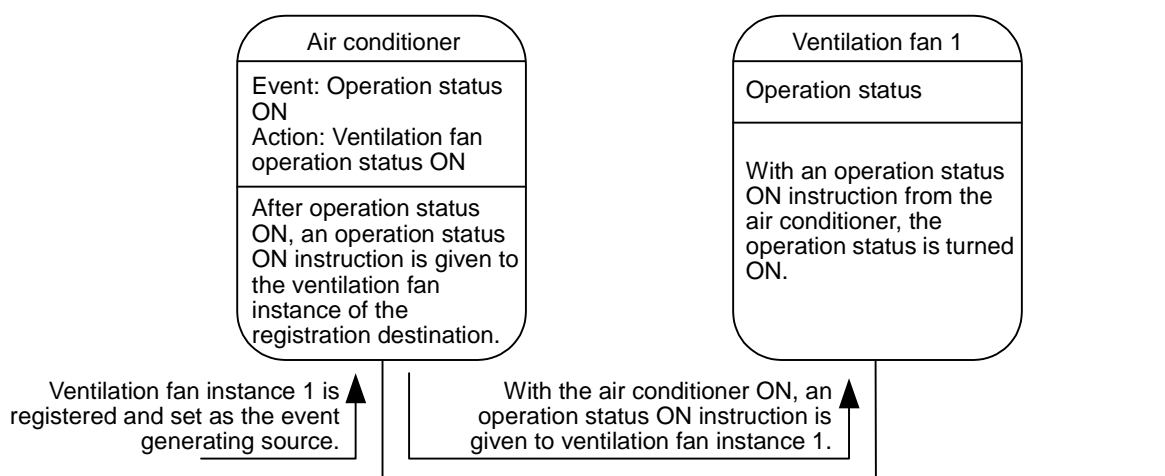 Air conditioner
Event: Operation status
ON
Action: Ventilation fan
operation status ON
After operation status
ON, an operation status
ON instruction is given to
the ventilation fan
instance of the
registration destination.
Ventilation fan 1
Operation status
With an operation status
ON instruction from the
air conditioner, the
operation status is turned
ON.
Ventilation fan instance 1 is
registered and set as the event
generating source.
With the air conditioner ON, an
operation status ON instruction is
given to ventilation fan instance 1.